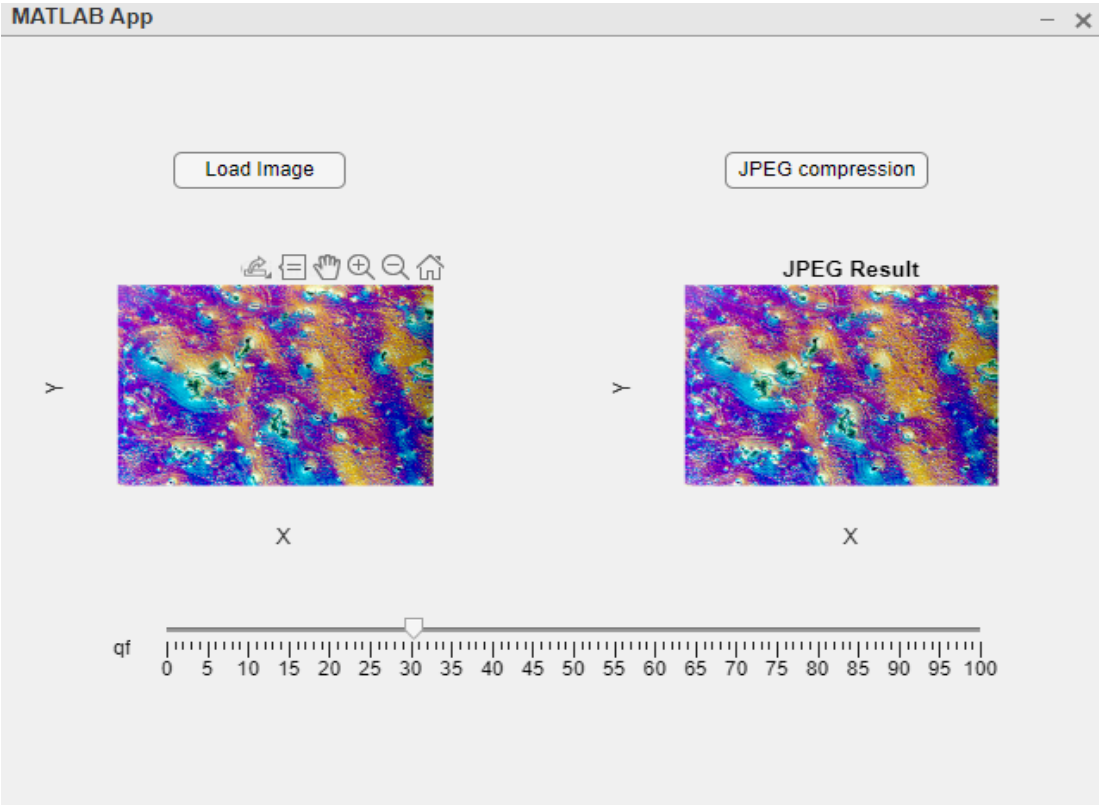 MATLAB App
Load Image
JPEG compression
JPEG Result
Y
Y
X
X
qf
0 5 10 15 20 25 30 35 40 45 50 55 60 65 70 75 80 85 90 95 100